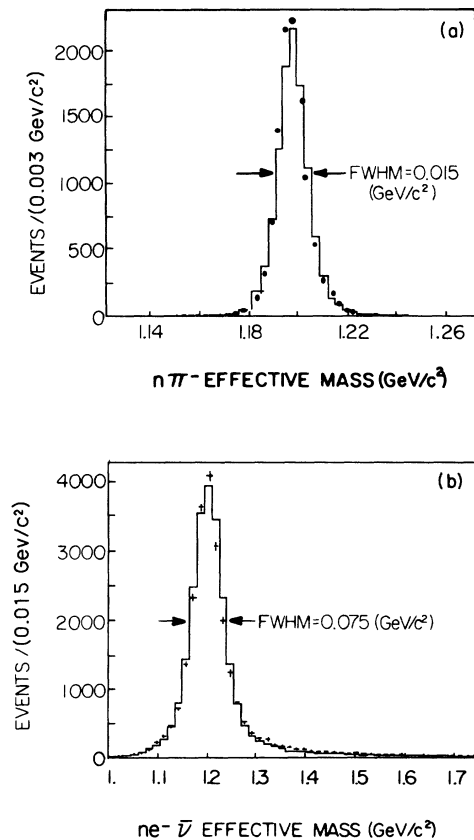 (a)
2000
1500
1000
500
0
EVENTS/(0.003 GeV/c²)
FWHM=0.015
(GeV/c²)
1.14
1.18
1.22
1.26
nπ- EFFECTIVE MASS(GeV/c²)
(b)
4000
3000
2000
1000
0
EVENTS/(0.015 GeV/c²)
FWHM=0.075 (GeV/c²)
1.
1.1
1.2
1.3
1.4
1.5
1.6
1.7
ne- ν̄ EFFECTIVE MASS (GeV/c²)